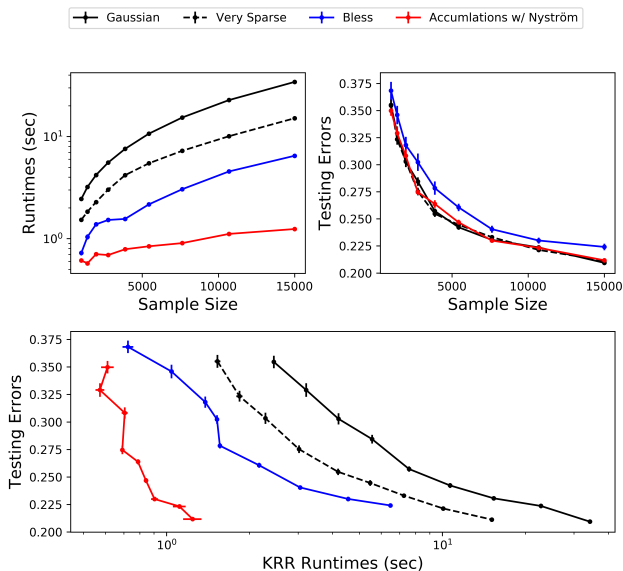 Gaussian Very Sparse Bless Accumlations w/ Nyström
Runtimes (sec)
10¹
10⁰
5000 10000 15000
Sample Size
Testing Errors
0.375
0.350
0.325
0.300
0.275
0.250
0.225
0.200
5000 10000 15000
Sample Size
Testing Errors
0.375
0.350
0.325
0.300
0.275
0.250
0.225
0.200
10⁰ 10¹
KRR Runtimes (sec)